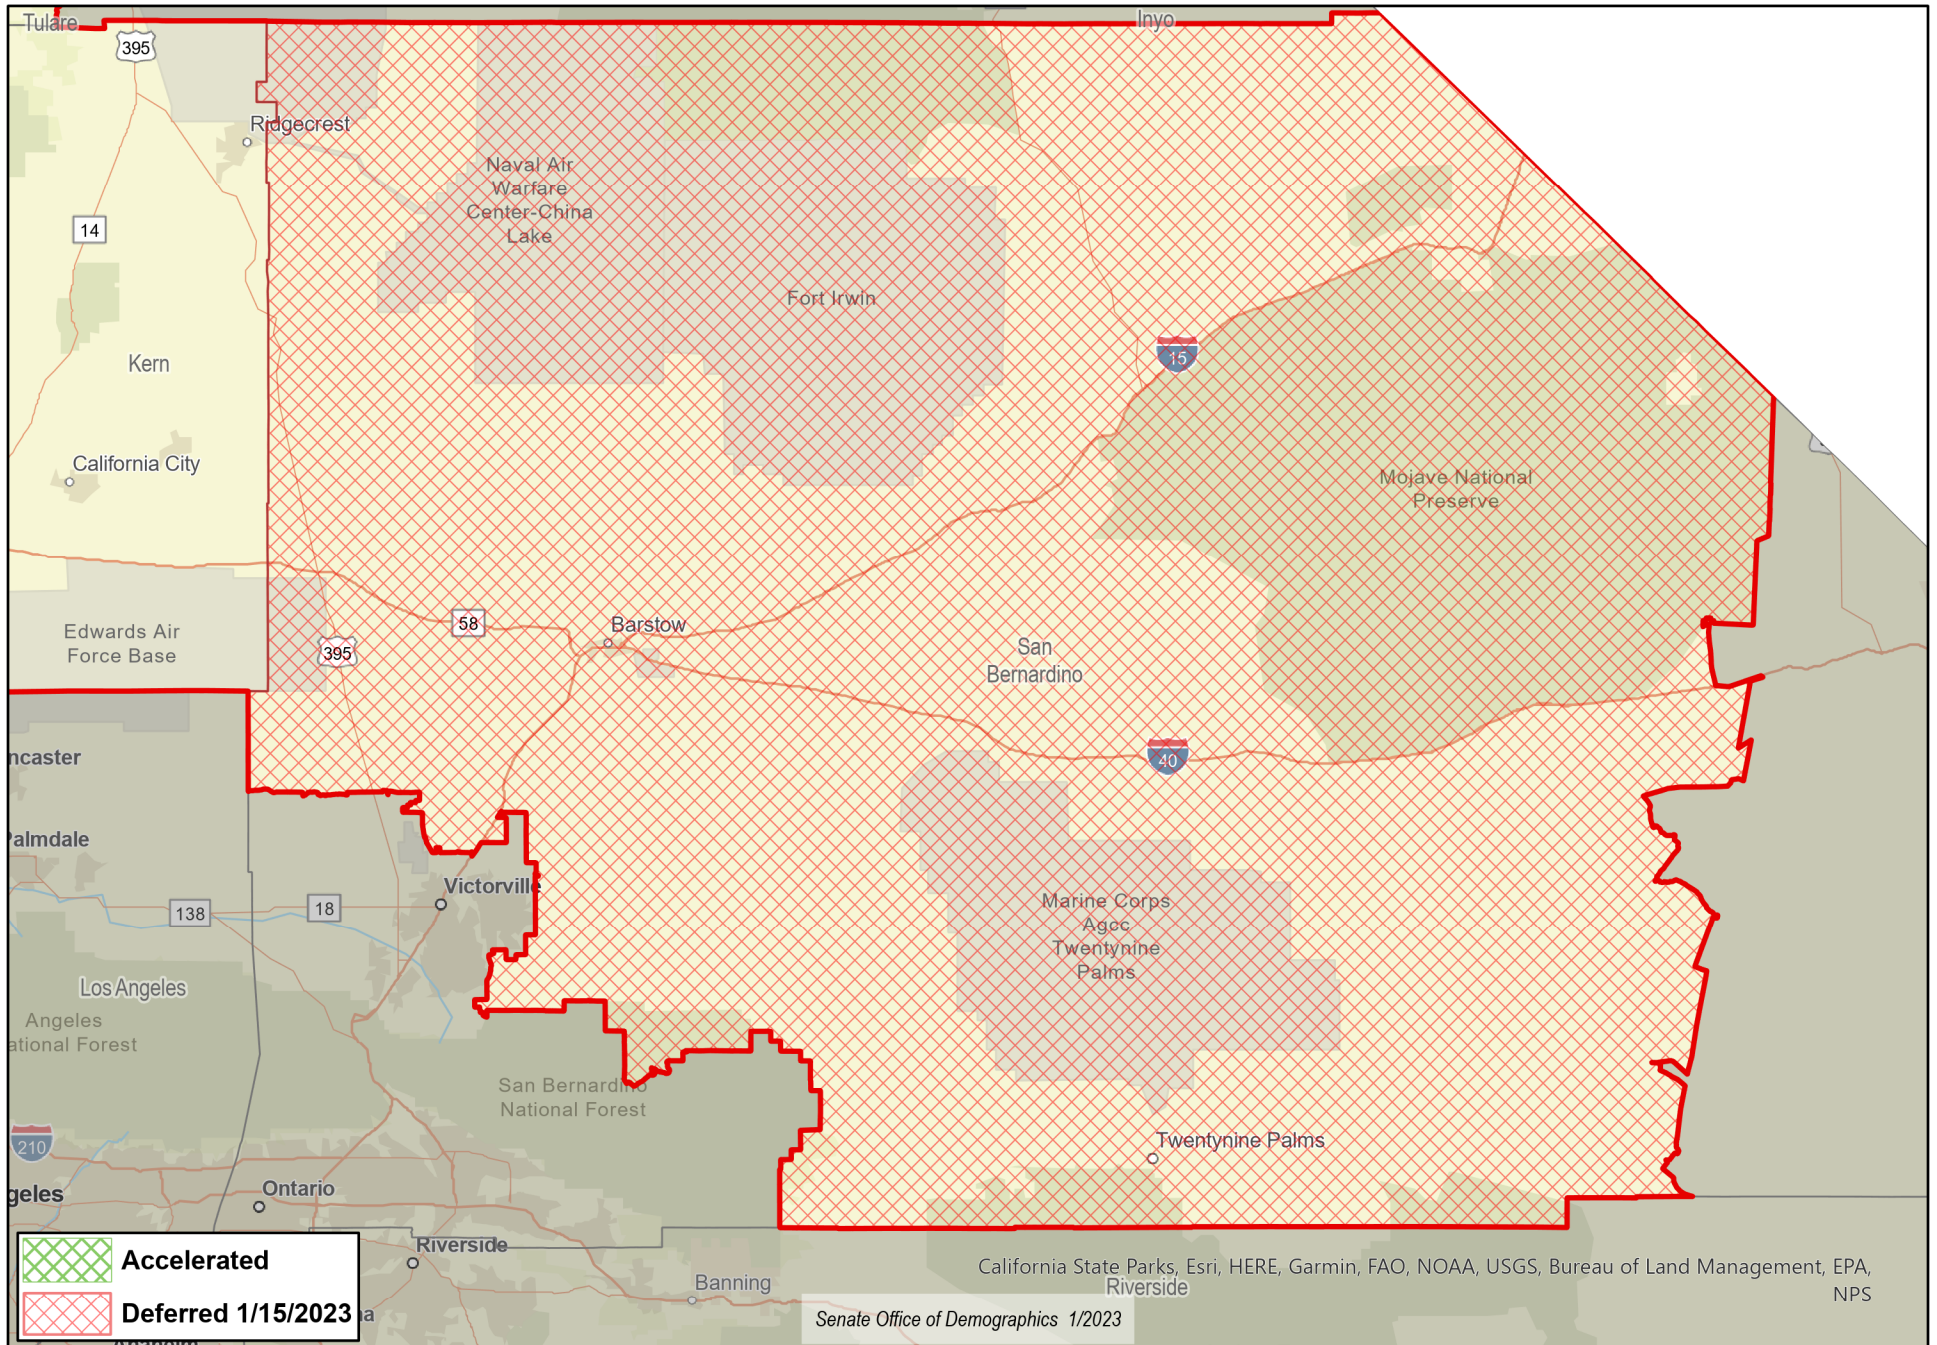 Tulare
395
Inyo
Ridgecrest
Naval Air
Warfare
Center-China
Lake
14
Fort Irwin
15
Kern
California City
Mojave National
Preserve
58
Barstow
Edwards Air
Force Base
395
San
Bernardino
40
ncaster
Palmdale
Victorville
138
18
Marine Corps
Agcc
Twentynine
Palms
Los Angeles
Angeles
ational Forest
San Bernardino
National Forest
210
Twentynine Palms
geles
Ontario
Riverside
Accelerated
Banning
California State Parks, Esri, HERE, Garmin, FAO, NOAA, USGS, Bureau of Land Management, EPA,
NPS
Riverside
Deferred 1/15/2023
na
Senate Office of Demographics 1/2023
Anaheim